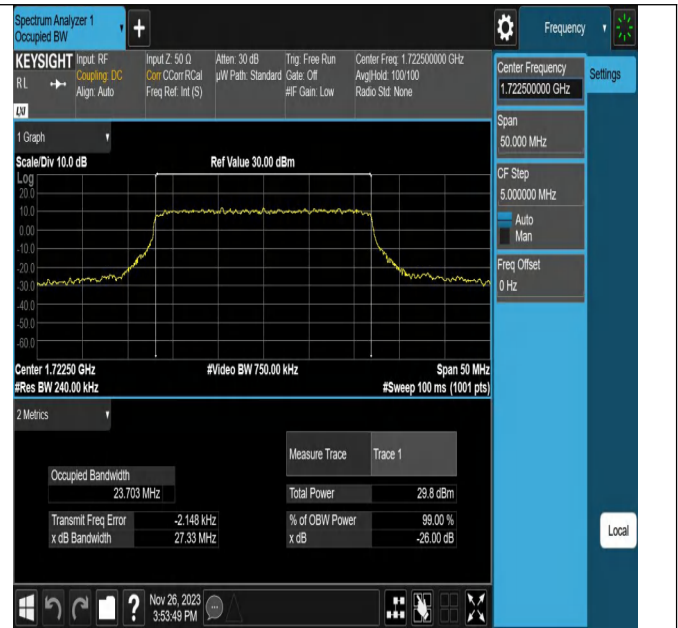 Spectrum Analyzer 1
Occupied BW
Frequency
KEYSIGHT
RL
LXI
Input: RF
Coupling: DC
Align: Auto
Input Z: 50 Ω
Corr CCorr RCal
Freq Ref: Int (S)
Atten: 30 dB
µW Path: Standard
Trig: Free Run
Gate: Off
#IF Gain: Low
Center Freq: 1.722500000 GHz
Avg|Hold: 100/100
Radio Std: None
Center Frequency
1.722500000 GHz
Settings
Span
50.000 MHz
CF Step
5.000000 MHz
Auto
Man
Freq Offset
0 Hz
Local
1 Graph
Scale/Div 10.0 dB
Ref Value 30.00 dBm
Log
20.0
10.0
0.00
-10.0
-20.0
-30.0
-40.0
-50.0
-60.0
Center 1.72250 GHz
#Video BW 750.00 kHz
Span 50 MHz
#Res BW 240.00 kHz
#Sweep 100 ms (1001 pts)
2 Metrics
Measure Trace
Trace 1
Occupied Bandwidth
23.703 MHz
Total Power
29.8 dBm
Transmit Freq Error
-2.148 kHz
% of OBW Power
99.00 %
x dB Bandwidth
27.33 MHz
x dB
-26.00 dB
?
Nov 26, 2023
3:53:49 PM